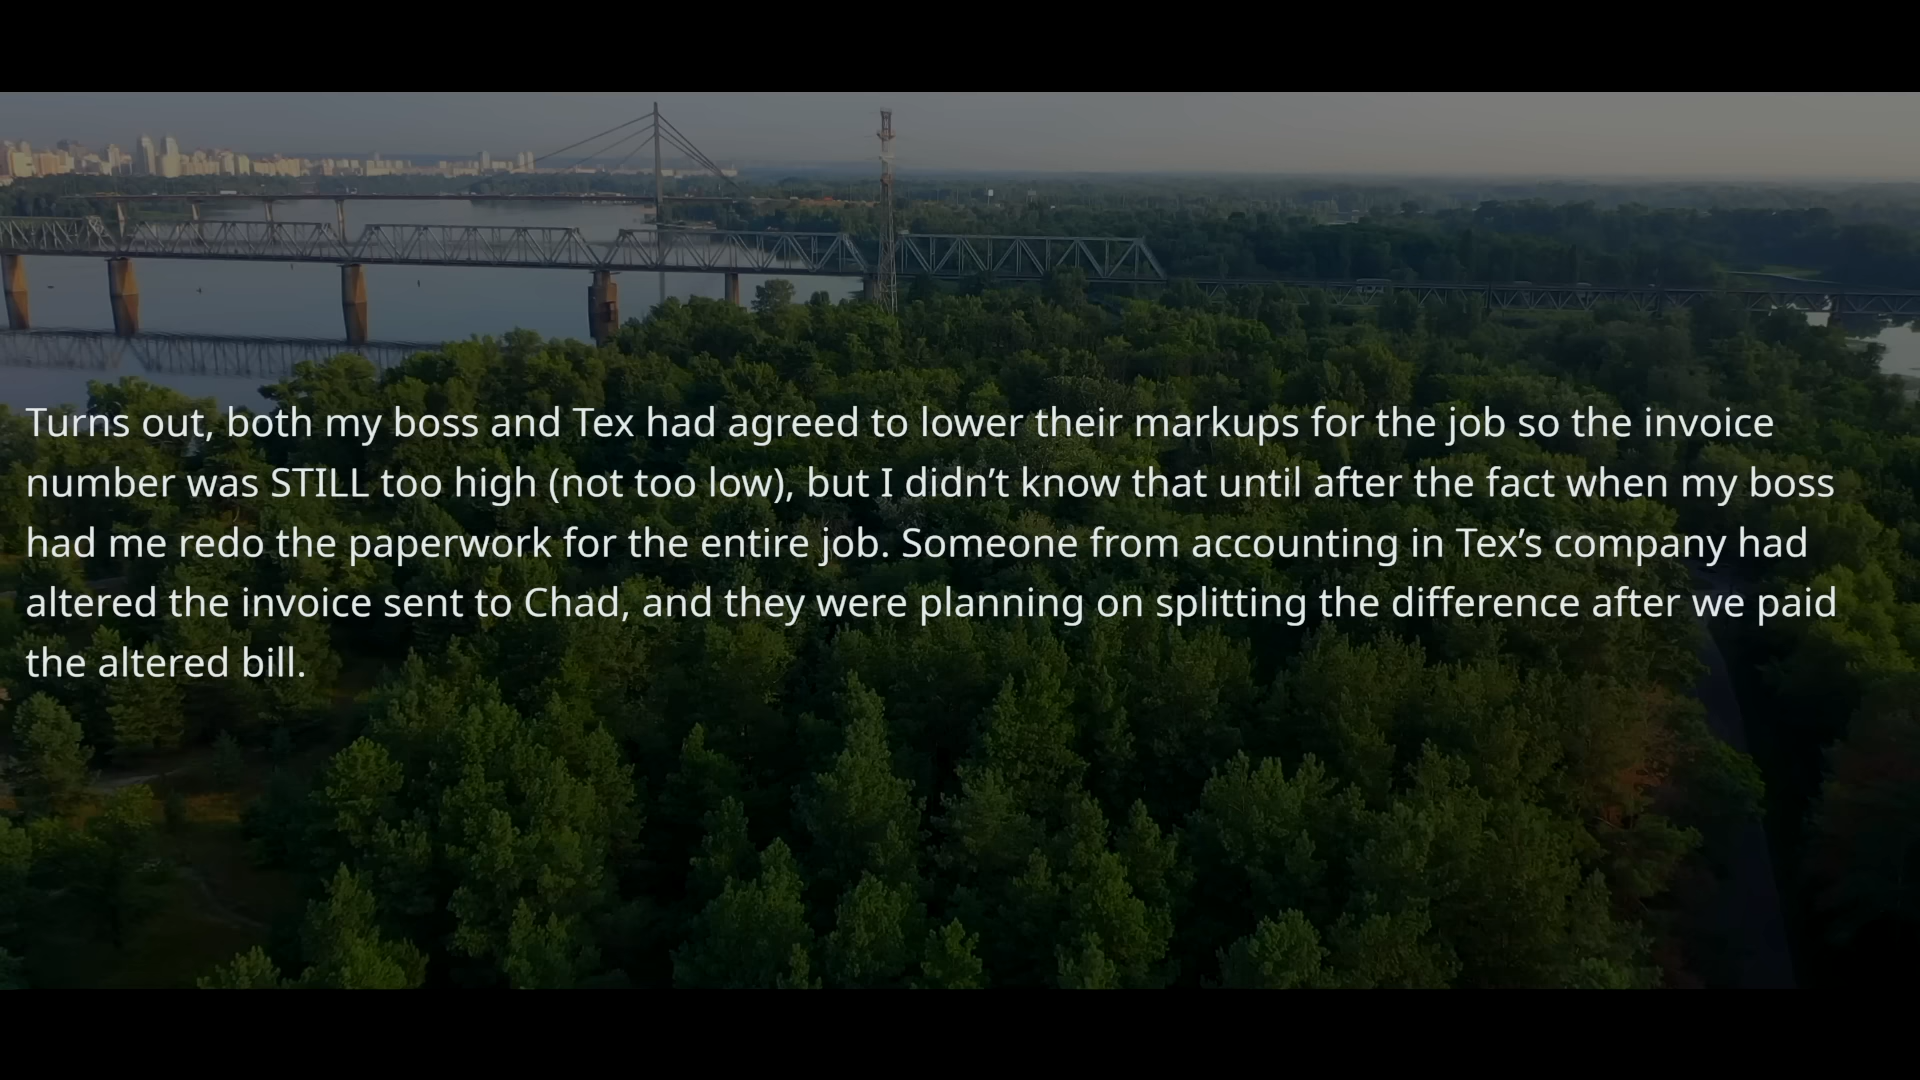 Turns out, both my boss and Tex had agreed to lower their markups for the job so the invoice
number was STILL too high (not too low), but I didn’t know that until after the fact when my boss
had me redo the paperwork for the entire job. Someone from accounting in Tex’s company had
altered the invoice sent to Chad, and they were planning on splitting the difference after we paid
the altered bill.